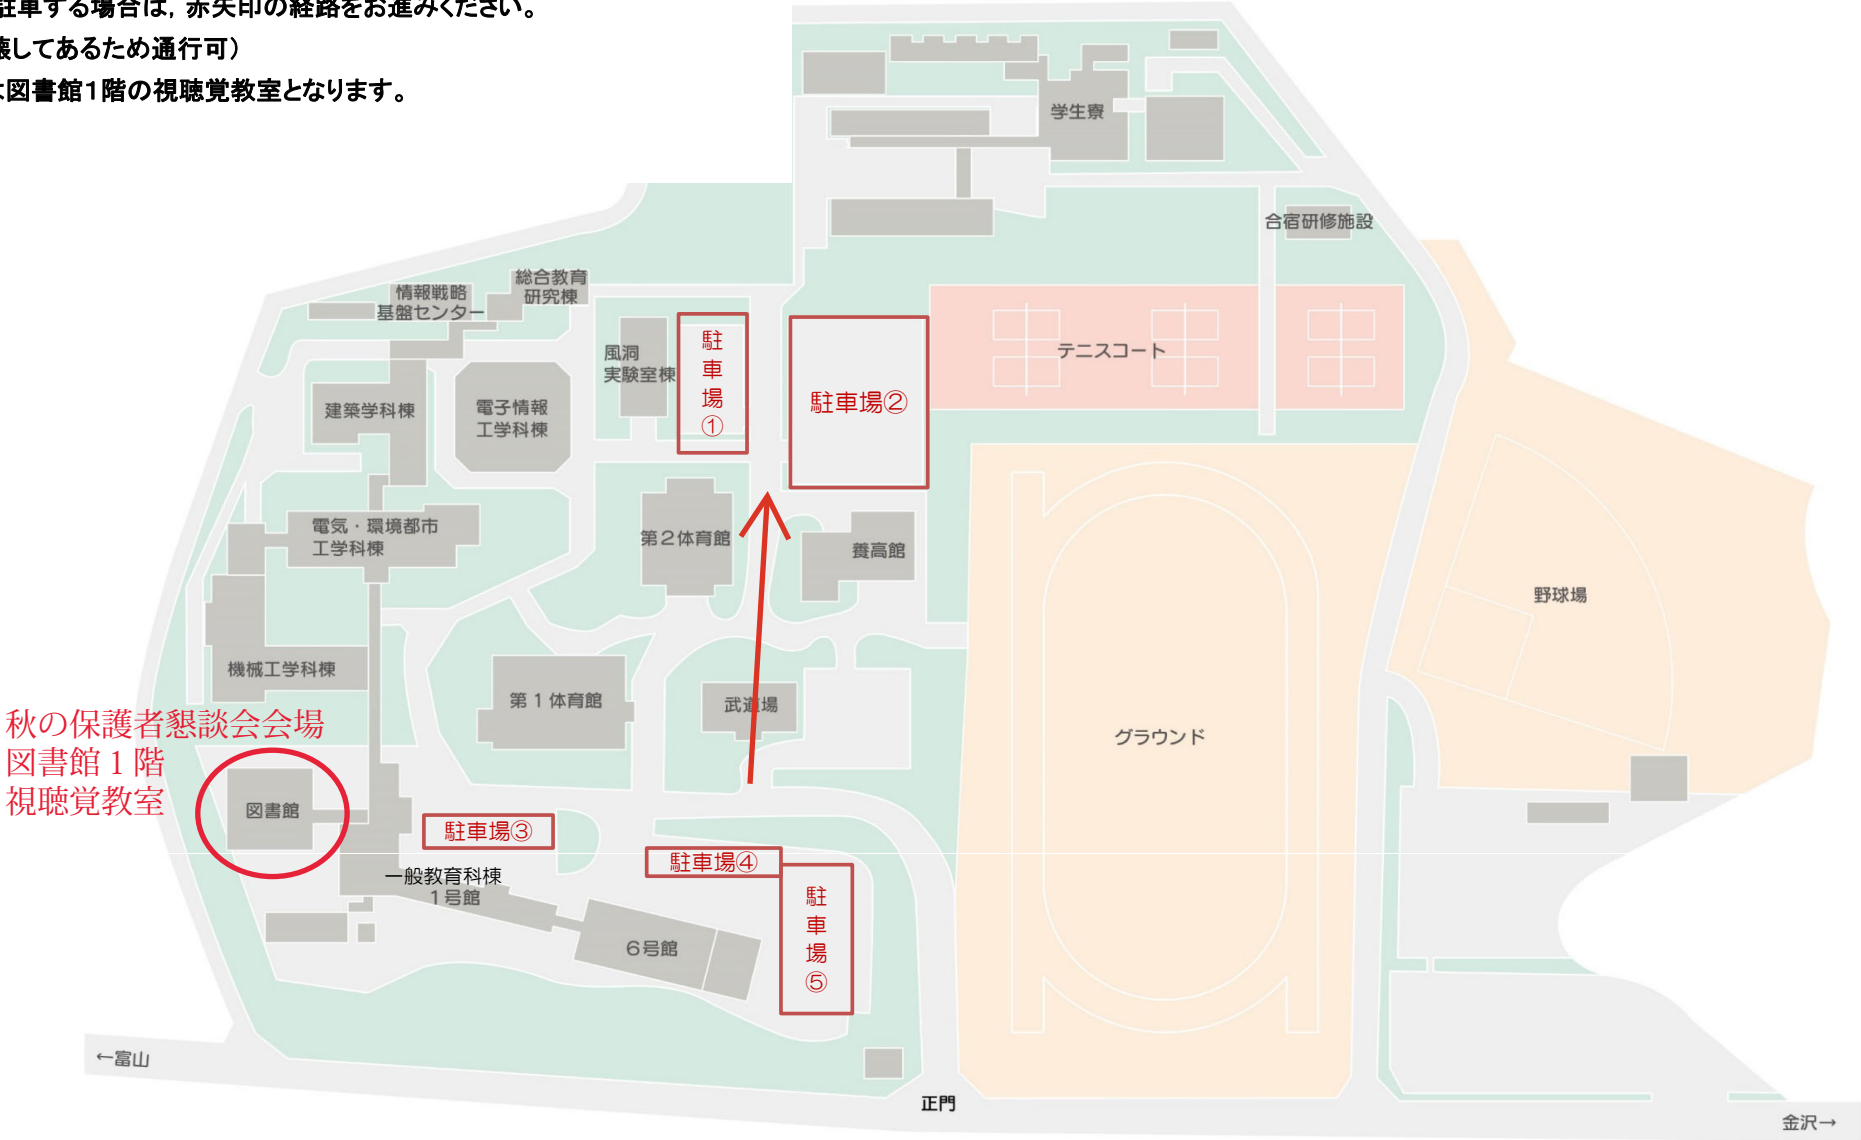 駐車する場合は，赤矢印の経路をお進みください。
壊してあるため通行可）
は図書館1階の視聴覚教室となります。
学生寮
合宿研修施設
総合教育
研究棟
情報戦略
基盤センター
風洞
実験室棟
駐
車
場
①
駐車場②
テニスコート
建築学科棟
電子情報
工学科棟
電気・環境都市
工学科棟
第２体育館
養高館
野球場
機械工学科棟
第１体育館
武道場
グラウンド
秋の保護者懇談会会場
図書館１階
視聴覚教室
図書館
駐車場③
駐車場④
一般教育科棟
１号館
駐
車
場
⑤
６号館
←富山
正門
金沢→